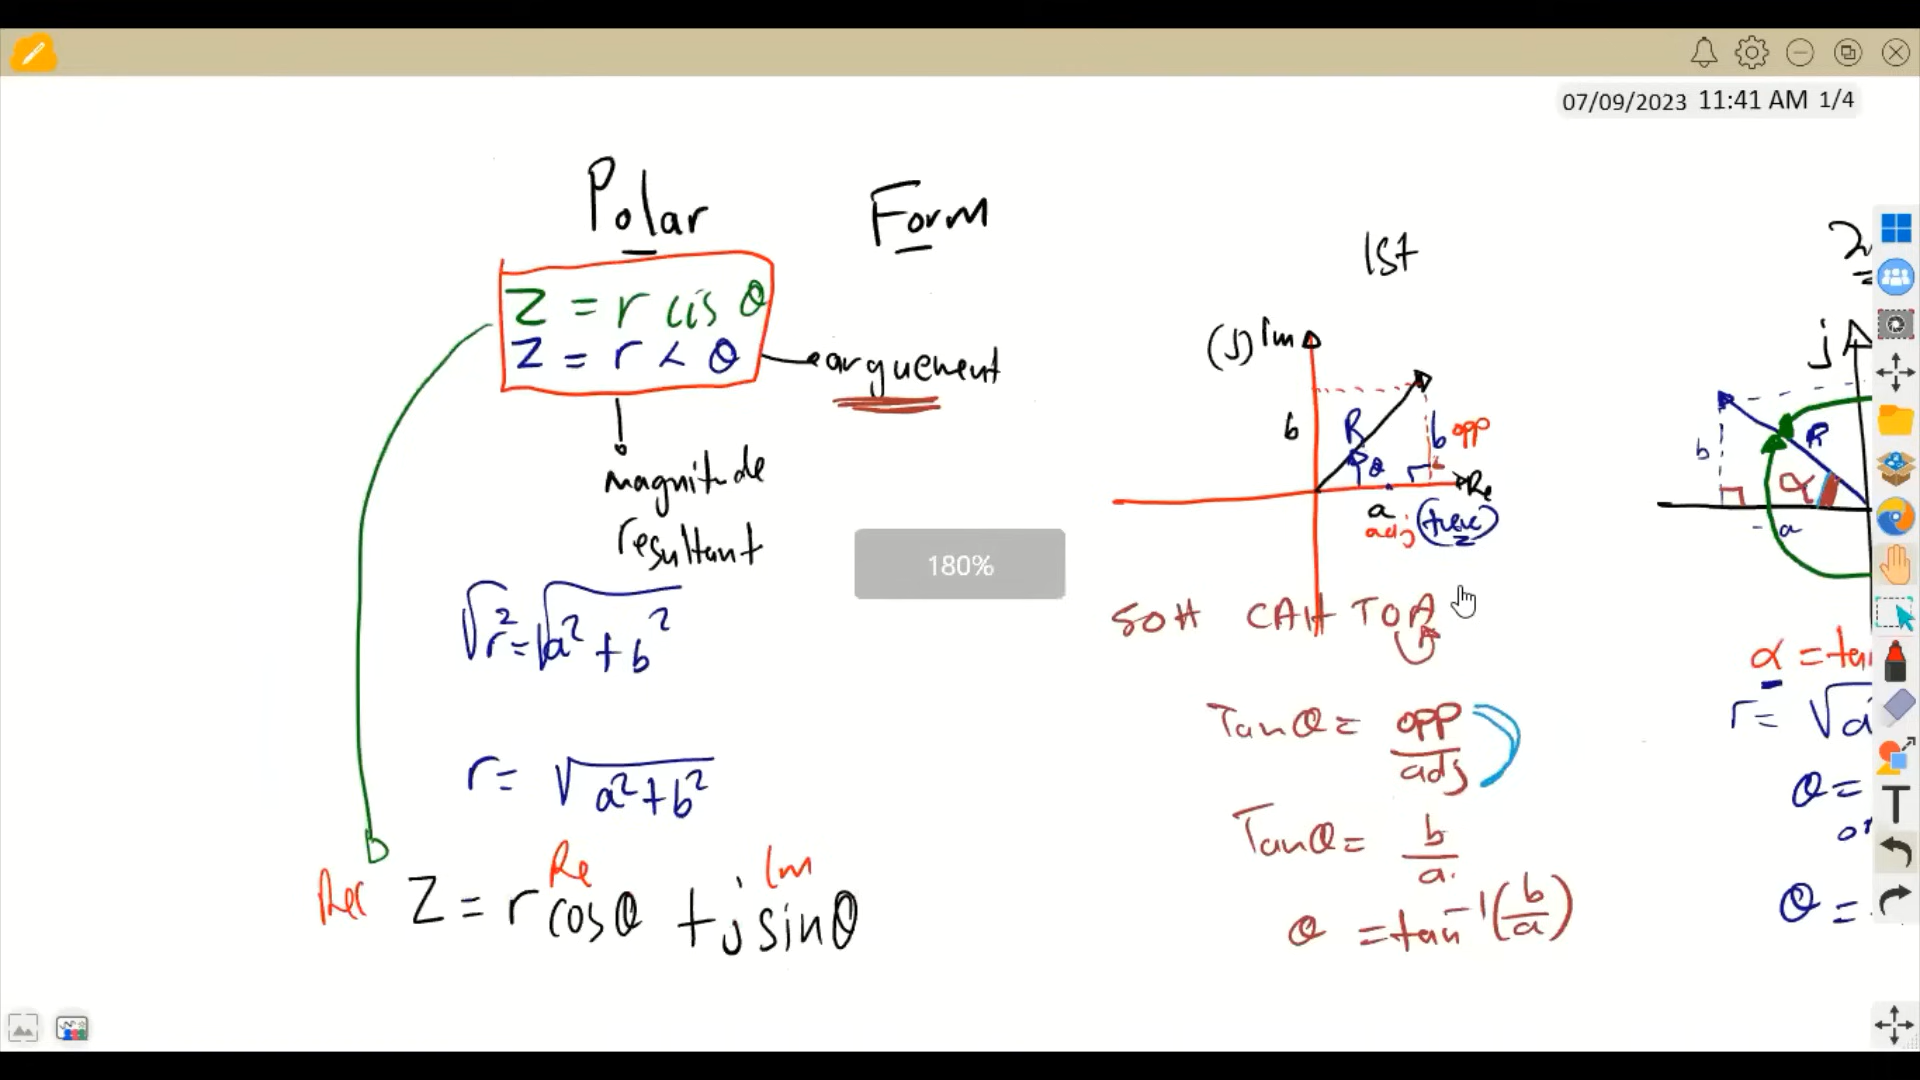 07/09/2023 11:41 AM 1/4
Polar Form
Z = r cis θ
Z = r < θ
arguement
magnitude
resultant
√r² = √a² + b²
r = √a² + b²
Rec Z = r cosθ + j sinθ
Re Im
180%
1st
(J) Im
b
R
θ
b opp
Re
a
adj
SOH CAH TOA
Tanθ = opp/adj
Tanθ = b/a
θ = tan⁻¹(b/a)
j
b
R
α
-a
α = tan
r = √a
θ =
θ =
T